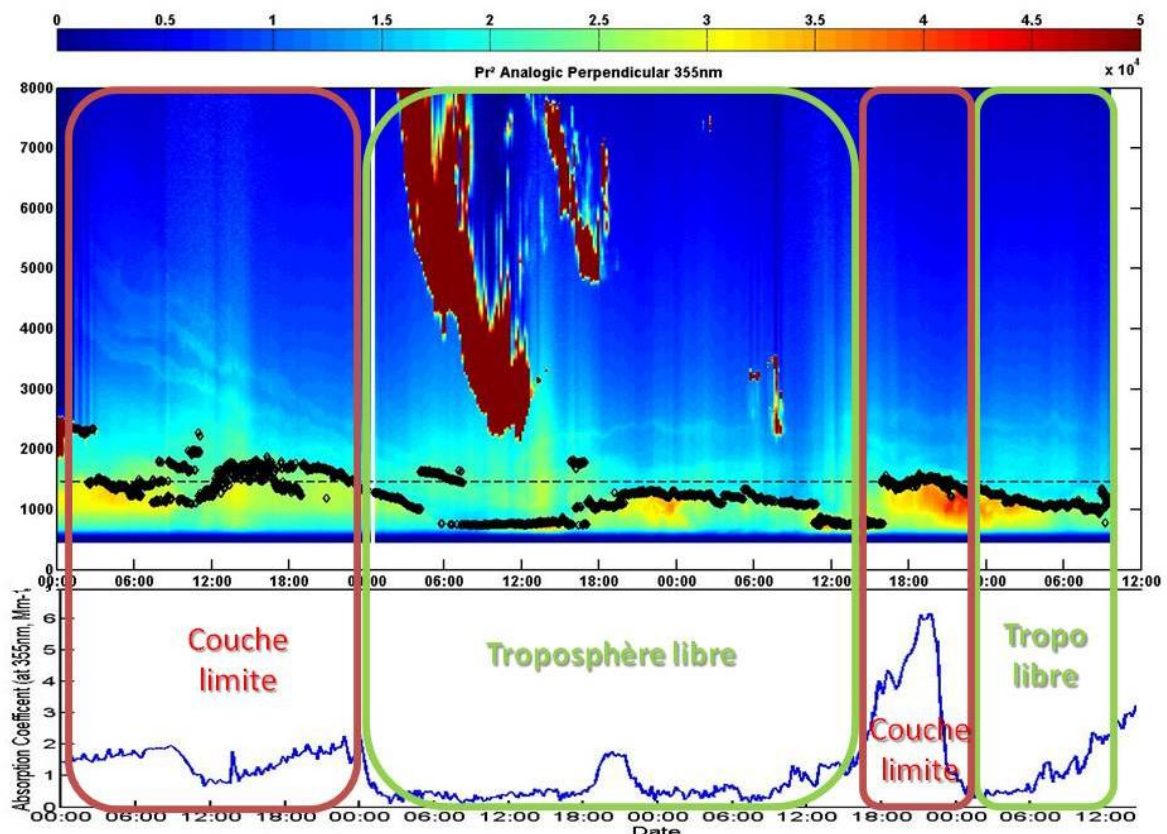 0 0.5 1 1.5 2 2.5 3 3.5 4 4.5 5
Pr² Analogic Perpendicular 355nm
x 10⁴
8000
7000
6000
5000
4000
3000
2000
1000
0
00:00 06:00 12:00 18:00 00:00 06:00 12:00 18:00 00:00 06:00 12:00 18:00 00:00 06:00 12:00
Absorption Coefficent (at 355nm, Mm-
6
5
4
3
2
1
0
Couche
limite
Troposphère libre
Couche
limite
Tropo
libre
00:00 06:00 12:00 18:00 00:00 06:00 12:00 18:00 00:00 06:00 12:00 18:00 00:00 06:00 12:00
Date